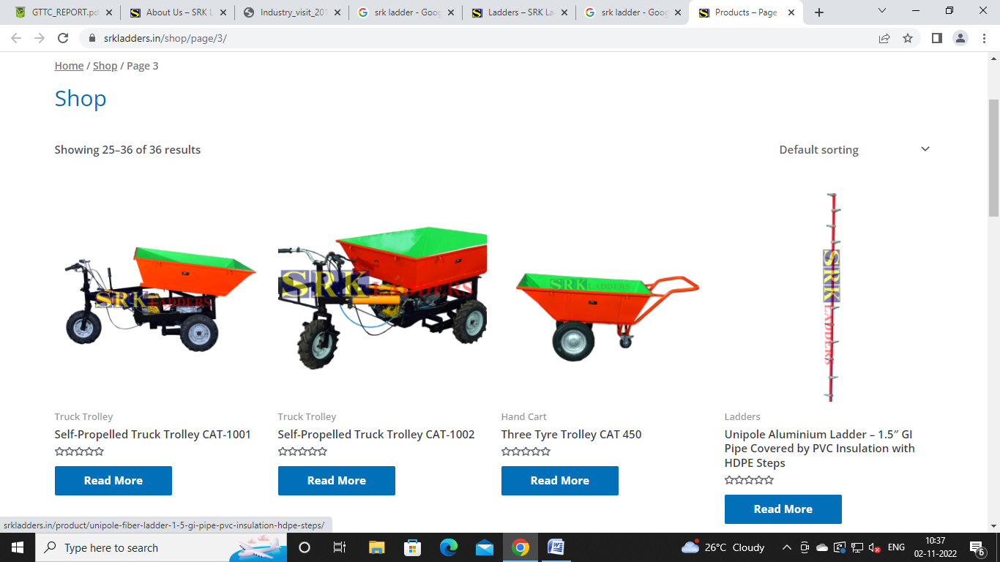 GTTC_REPORT.pd
About Us – SRK L
Industry_visit_201
srk ladder - Goog
Ladders – SRK La
srk ladder - Goog
Products – Page
srkladders.in/shop/page/3/
Home / Shop / Page 3
Shop
Showing 25–36 of 36 results
Default sorting
SRK LADDERS
SRK LADDERS
SRK LADDERS
SRK LADDERS
Truck Trolley
Self-Propelled Truck Trolley CAT-1001
Read More
Truck Trolley
Self-Propelled Truck Trolley CAT-1002
Read More
Hand Cart
Three Tyre Trolley CAT 450
Read More
Ladders
Unipole Aluminium Ladder – 1.5″ GI
Pipe Covered by PVC Insulation with
HDPE Steps
Read More
srkladders.in/product/unipole-fiber-ladder-1-5-gi-pipe-pvc-insulation-hdpe-steps/
Type here to search
26°C Cloudy
ENG
10:37
02-11-2022
6